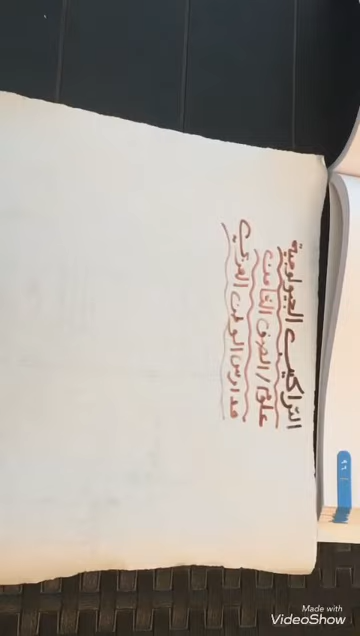 التراكيب الجيولوجية
علوم / الصف الثامن
مدارس الوطن العربي
Made with
VideoShow